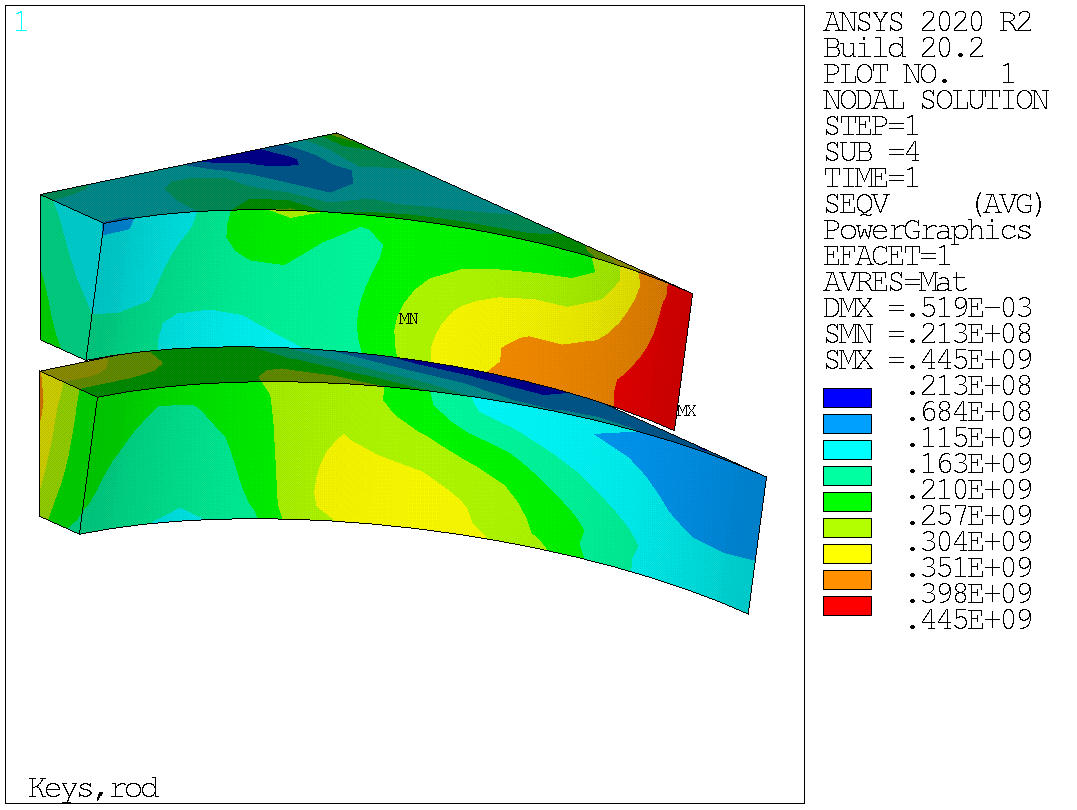 1
ANSYS 2020 R2
Build 20.2
PLOT NO.   1
NODAL SOLUTION
STEP=1
SUB =4
TIME=1
SEQV     (AVG)
PowerGraphics
EFACET=1
AVRES=Mat
DMX =.519E-03
SMN =.213E+08
SMX =.445E+09
.213E+08
.684E+08
.115E+09
.163E+09
.210E+09
.257E+09
.304E+09
.351E+09
.398E+09
.445E+09
MN
MX
Keys,rod